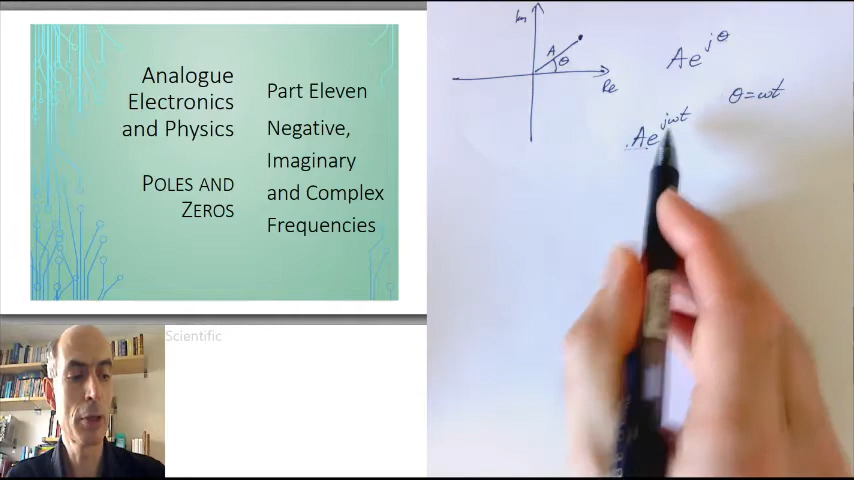 Analogue
Electronics
and Physics
POLES AND
ZEROS
Part Eleven
Negative,
Imaginary
and Complex
Frequencies
Scientific
Im
A
θ
Re
Ae^{jθ}
θ=ωt
Ae^{jωt}